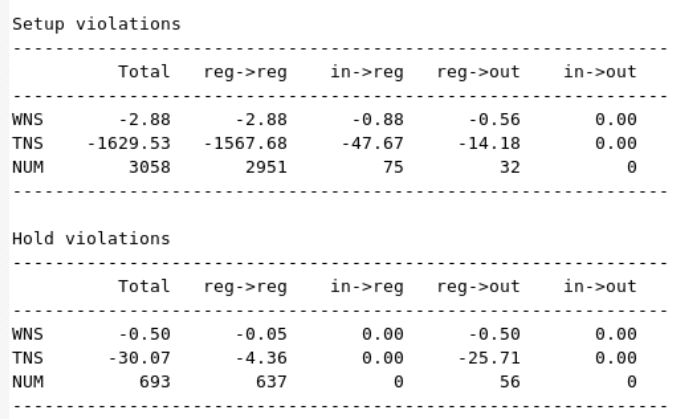 Setup violations
--------------------------------------------------------------
          Total   reg->reg    in->reg   reg->out    in->out
--------------------------------------------------------------
WNS       -2.88      -2.88      -0.88      -0.56       0.00
TNS    -1629.53   -1567.68     -47.67     -14.18       0.00
NUM        3058       2951         75         32          0
--------------------------------------------------------------
Hold violations
--------------------------------------------------------------
          Total   reg->reg    in->reg   reg->out    in->out
--------------------------------------------------------------
WNS       -0.50      -0.05       0.00      -0.50       0.00
TNS      -30.07      -4.36       0.00     -25.71       0.00
NUM         693        637          0         56          0
--------------------------------------------------------------